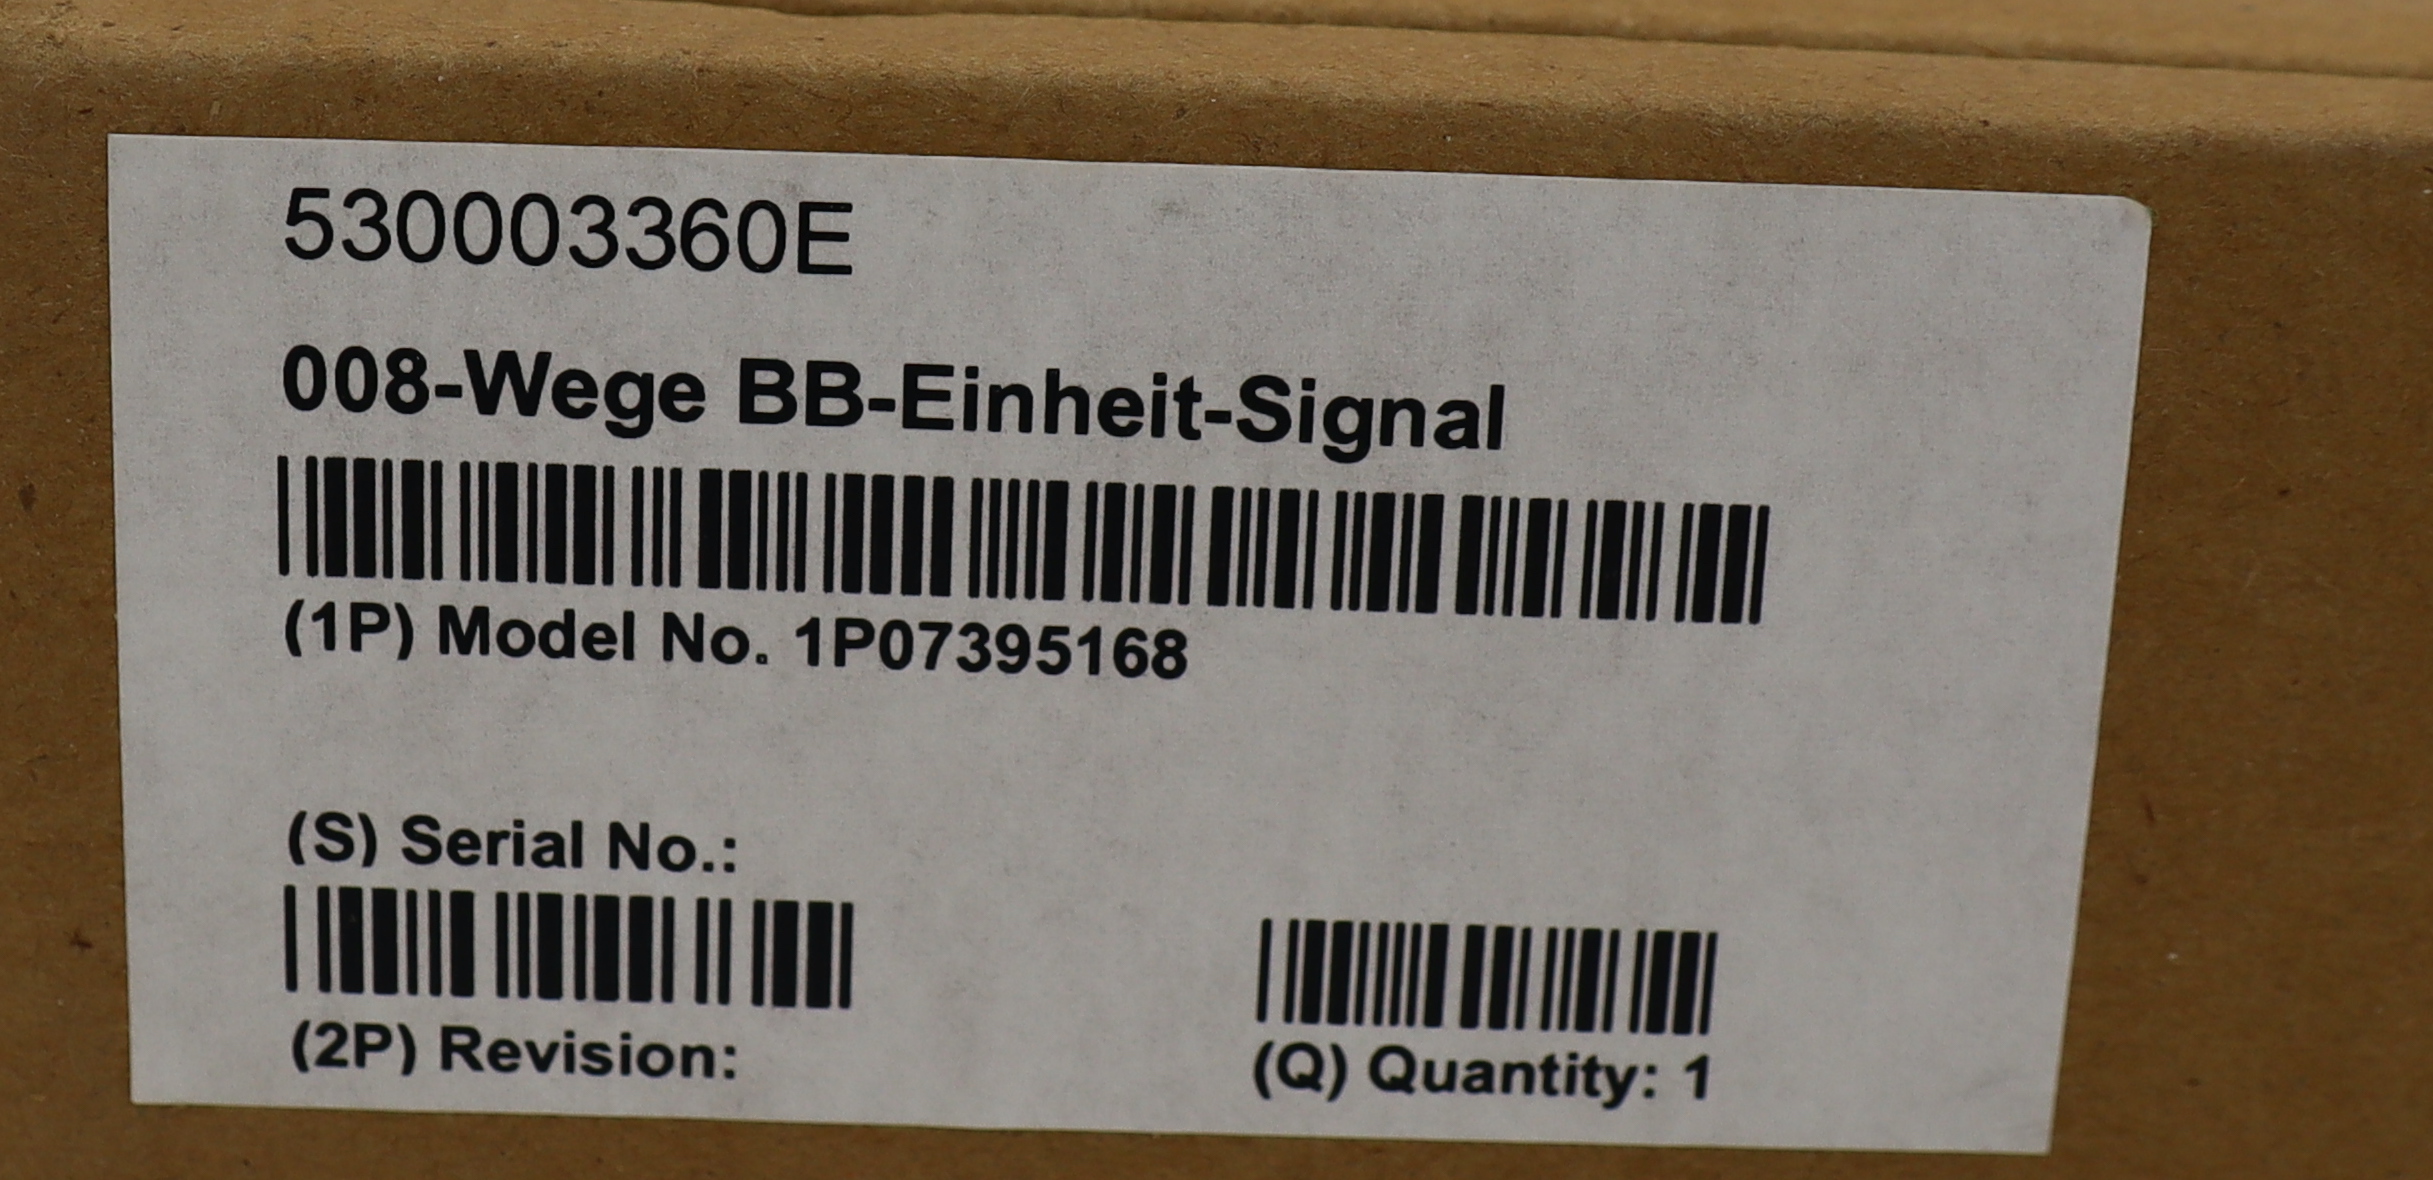 530003360E
008-Wege BB-Einheit-Signal
(1P) Model No. 1P07395168
(S) Serial No.:
(2P) Revision:
(Q) Quantity: 1